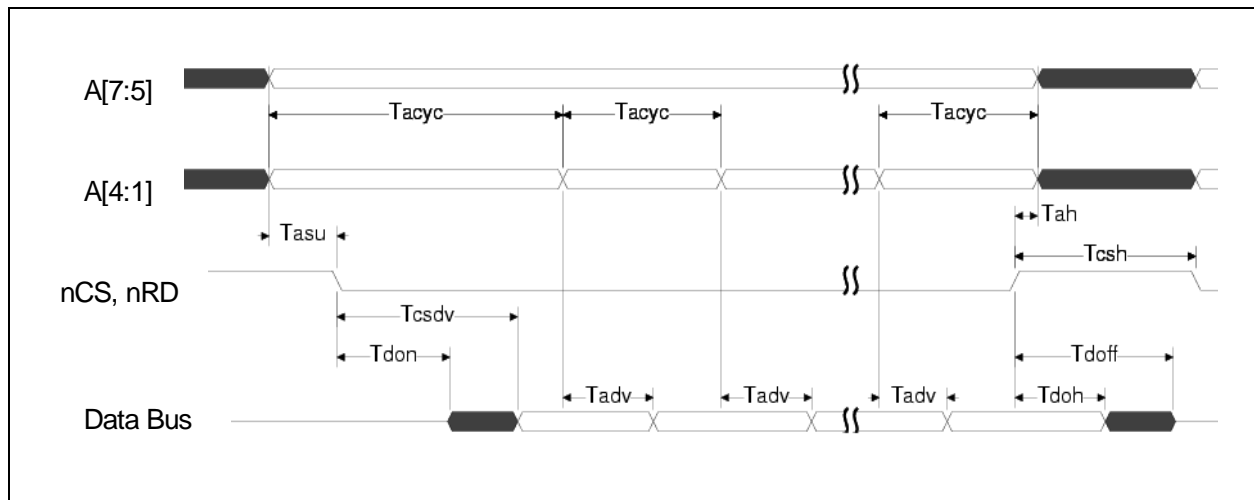 A[7:5]
Tacyc Tacyc Tacyc
A[4:1]
Tasu Tah
Tcsh
nCS, nRD
Tcsdv
Tdon Tdoff
Tadv Tadv Tadv Tdoh
Data Bus